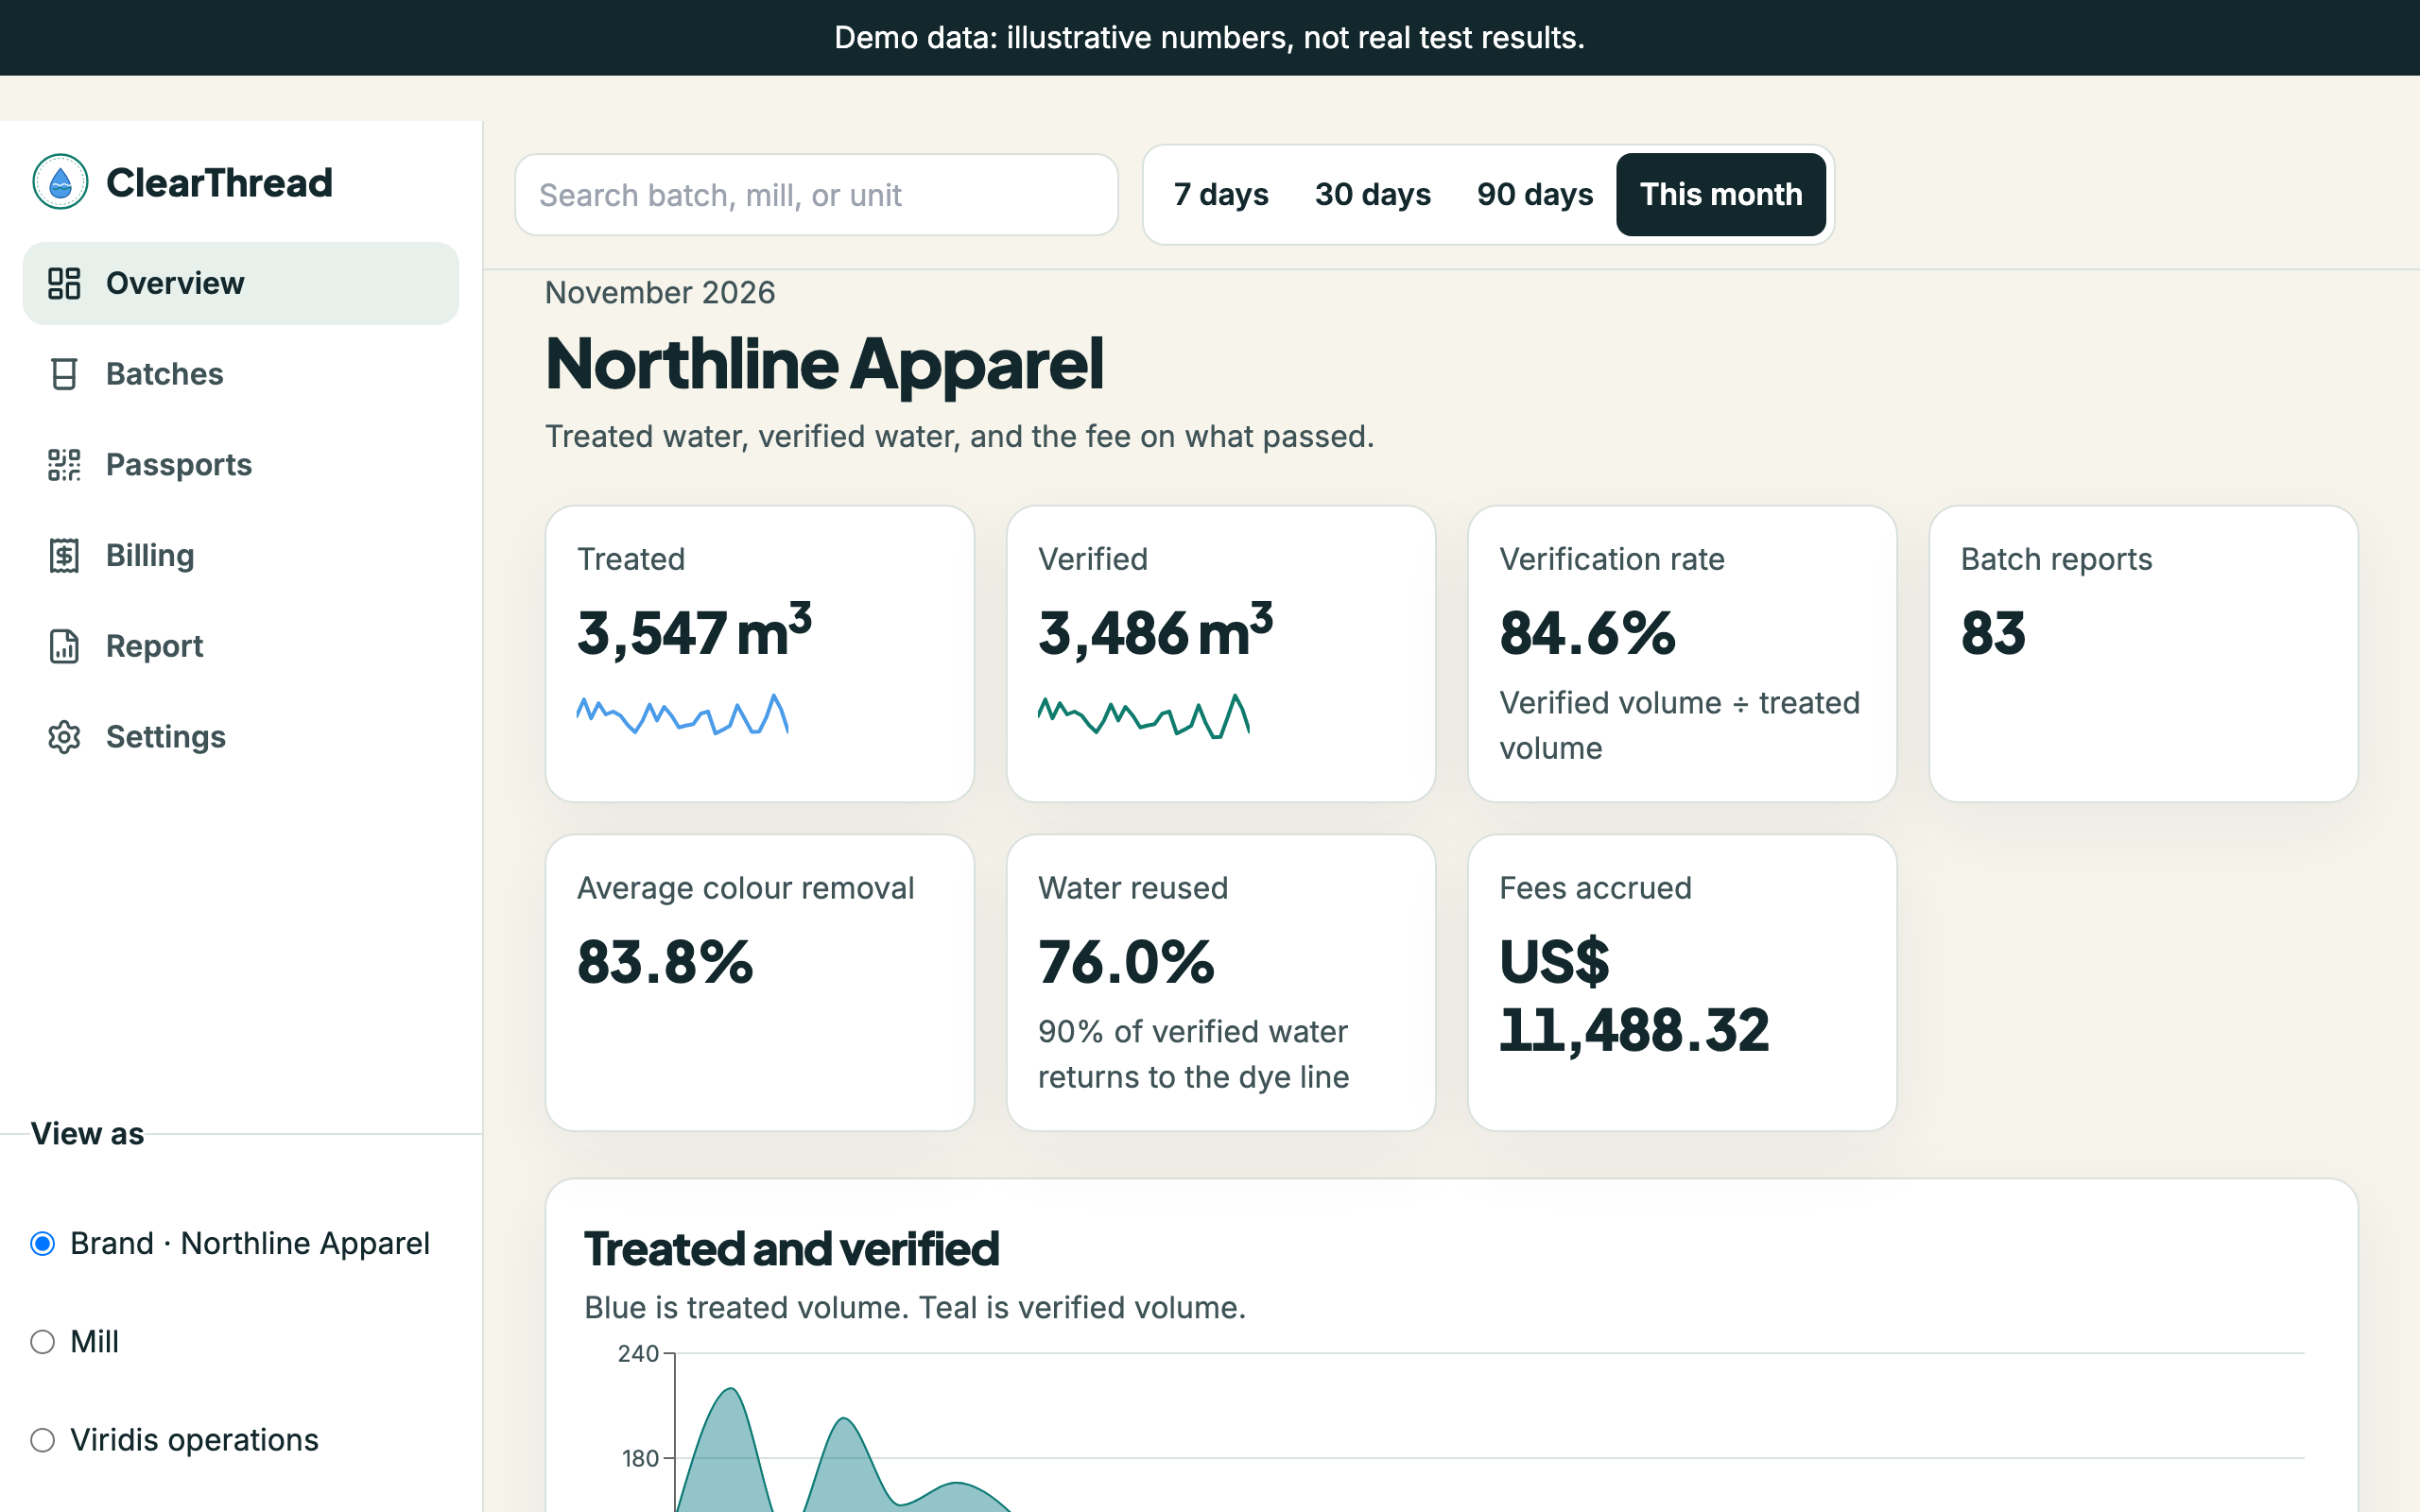 Demo data: illustrative numbers, not real test results.
ClearThread
Overview
Batches
Passports
Billing
Report
Settings
View as
Brand · Northline Apparel
Mill
Viridis operations
Search batch, mill, or unit
7 days 30 days 90 days This month
November 2026
Northline Apparel
Treated water, verified water, and the fee on what passed.
Treated
3,547 m³
Verified
3,486 m³
Verification rate
84.6%
Verified volume ÷ treated
volume
Batch reports
83
Average colour removal
83.8%
Water reused
76.0%
90% of verified water
returns to the dye line
Fees accrued
US$
11,488.32
Treated and verified
Blue is treated volume. Teal is verified volume.
240
180